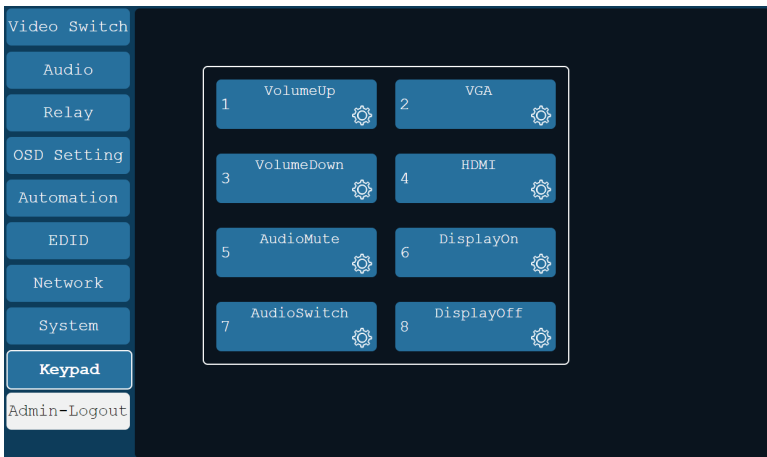 Video Switch
Audio
Relay
OSD Setting
Automation
EDID
Network
System
Keypad
Admin-Logout
1 VolumeUp
2 VGA
3 VolumeDown
4 HDMI
5 AudioMute
6 DisplayOn
7 AudioSwitch
8 DisplayOff